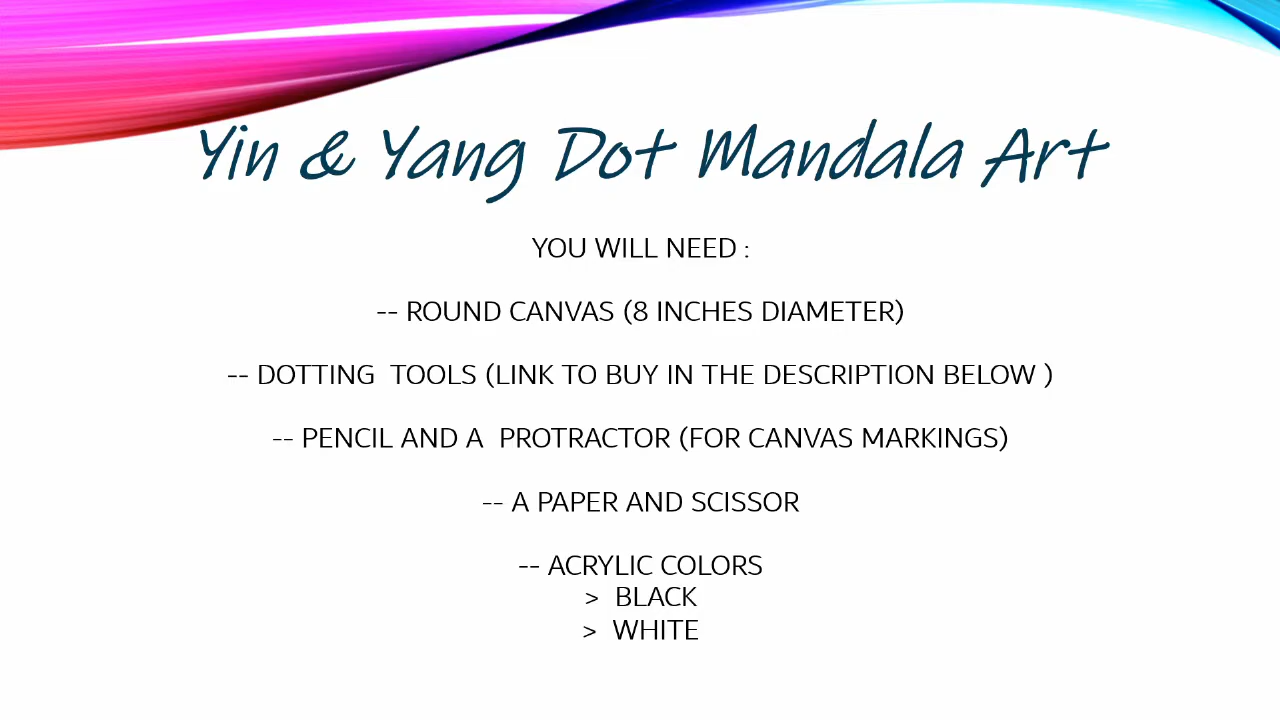 Yin & Yang Dot Mandala Art
YOU WILL NEED :
-- ROUND CANVAS (8 INCHES DIAMETER)
-- DOTTING  TOOLS (LINK TO BUY IN THE DESCRIPTION BELOW )
-- PENCIL AND A  PROTRACTOR (FOR CANVAS MARKINGS)
-- A PAPER AND SCISSOR
-- ACRYLIC COLORS
>  BLACK
>  WHITE